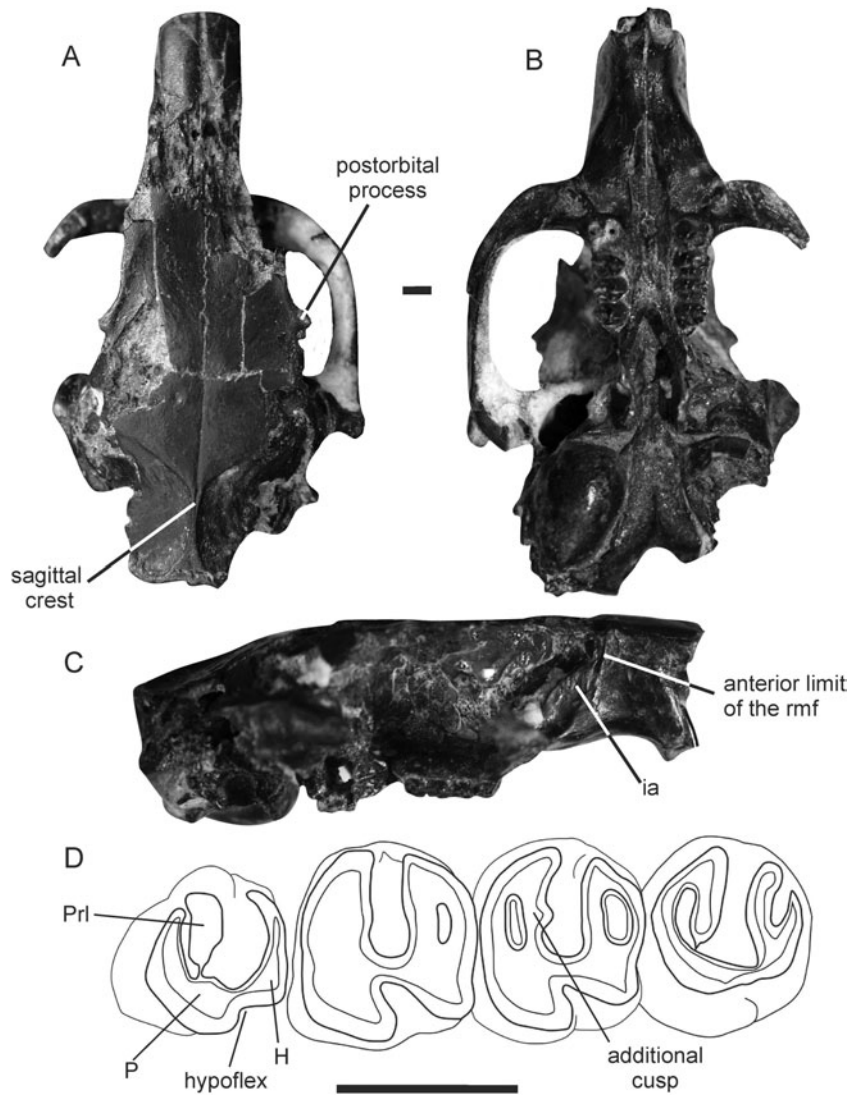 A
B
postorbital
process
sagittal
crest
C
anterior limit
of the rmf
ia
D
Prl
P
hypoflex
H
additional
cusp